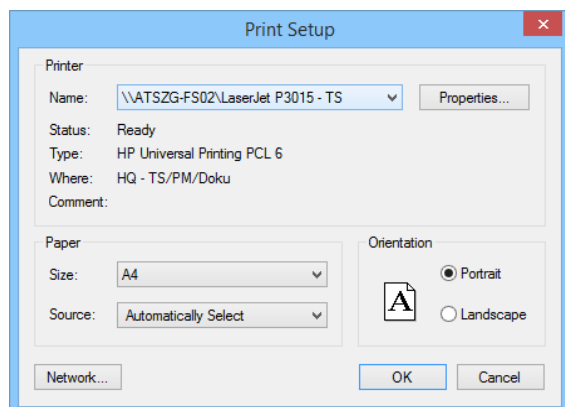 Print Setup
Printer
Name: \\ATSZG-FS02\LaserJet P3015 - TS Properties...
Status: Ready
Type: HP Universal Printing PCL 6
Where: HQ - TS/PM/Doku
Comment:
Paper
Size: A4
Source: Automatically Select
Orientation
A
Portrait
Landscape
Network...
OK
Cancel